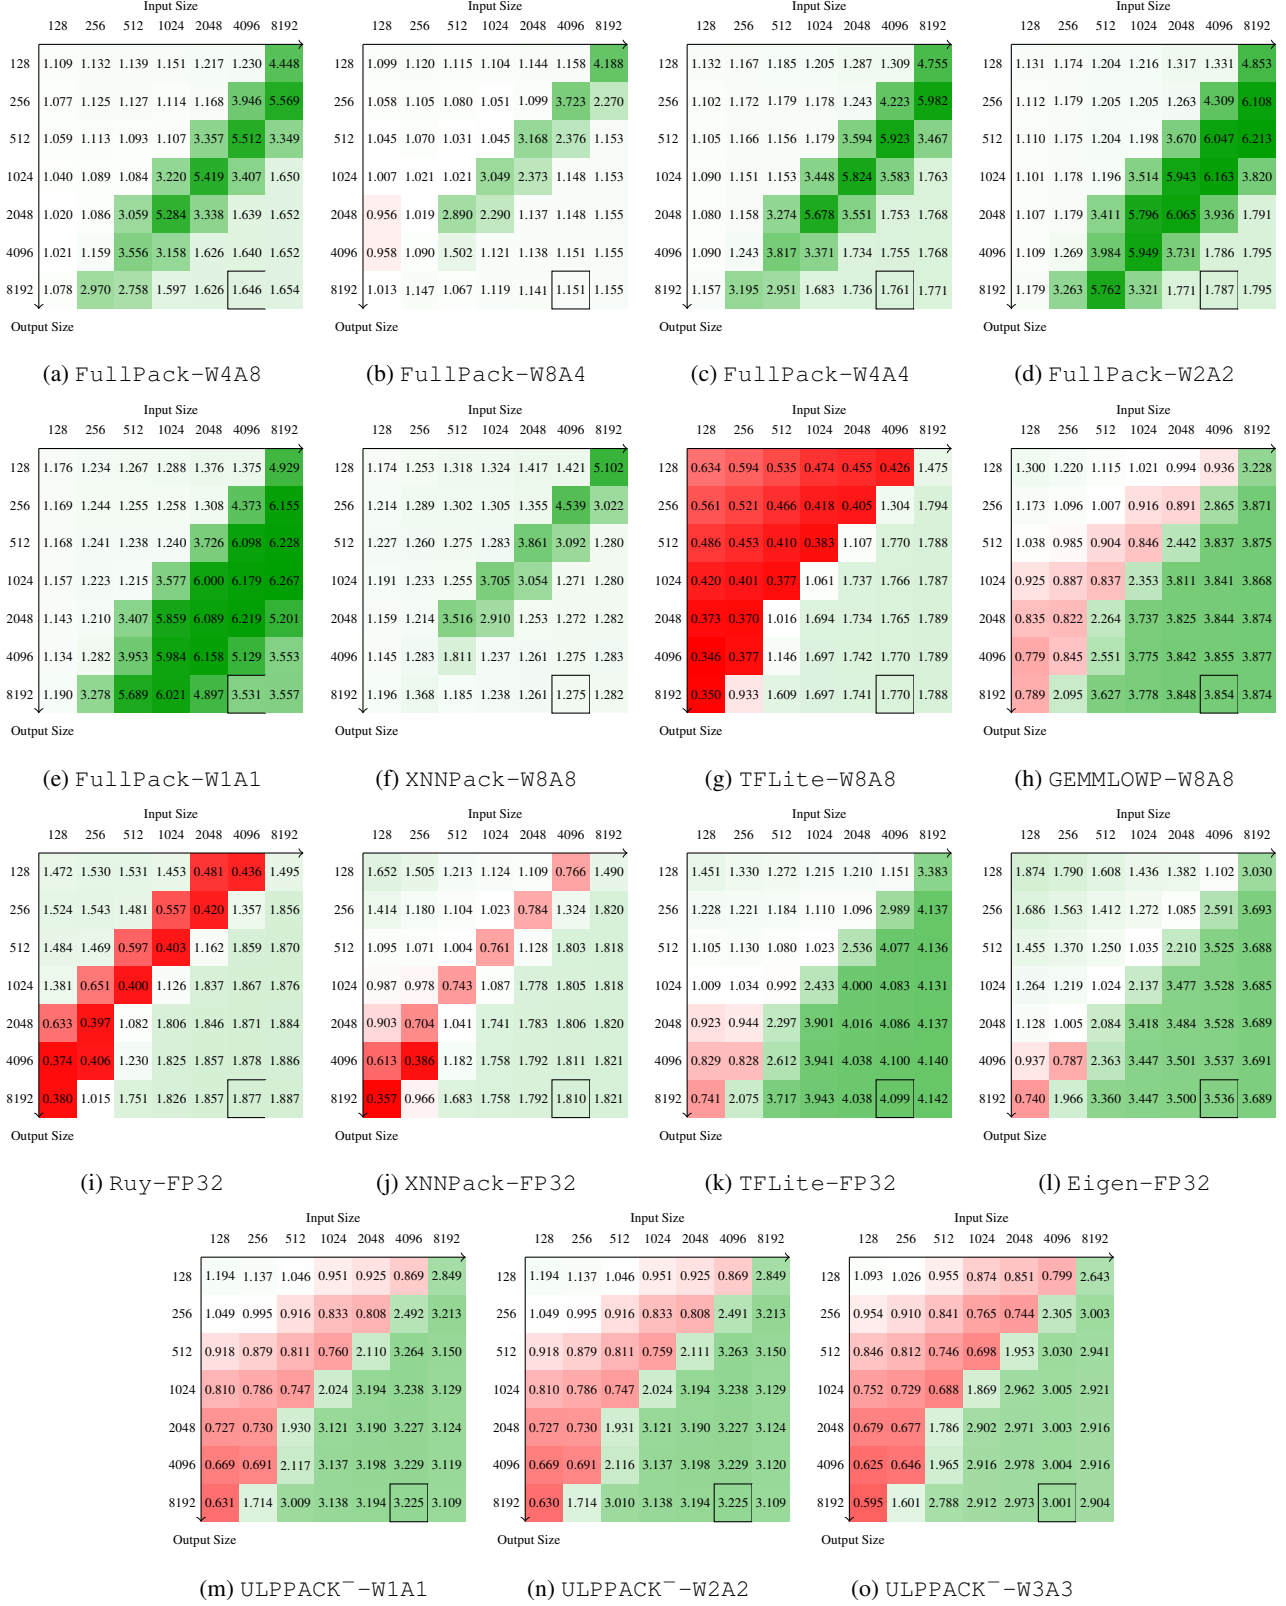 Input Size Input Size Input Size Input Size
128 256 512 1024 2048 4096 8192 128 256 512 1024 2048 4096 8192 128 256 512 1024 2048 4096 8192 128 256 512 1024 2048 4096 8192
128 1.109 1.132 1.139 1.151 1.217 1.230 4.448 128 1.099 1.120 1.115 1.104 1.144 1.158 4.188 128 1.132 1.167 1.185 1.205 1.287 1.309 4.755 128 1.131 1.174 1.204 1.216 1.317 1.331 4.853
256 1.077 1.125 1.127 1.114 1.168 3.946 5.569 256 1.058 1.105 1.080 1.051 1.099 3.723 2.270 256 1.102 1.172 1.179 1.178 1.243 4.223 5.982 256 1.112 1.179 1.205 1.205 1.263 4.309 6.108
512 1.059 1.113 1.093 1.107 3.357 5.512 3.349 512 1.045 1.070 1.031 1.045 3.168 2.376 1.153 512 1.105 1.166 1.156 1.179 3.594 5.923 3.467 512 1.110 1.175 1.204 1.198 3.670 6.047 6.213
1024 1.040 1.089 1.084 3.220 5.419 3.407 1.650 1024 1.007 1.021 1.021 3.049 2.373 1.148 1.153 1024 1.090 1.151 1.153 3.448 5.824 3.583 1.763 1024 1.101 1.178 1.196 3.514 5.943 6.163 3.820
2048 1.020 1.086 3.059 5.284 3.338 1.639 1.652 2048 0.956 1.019 2.890 2.290 1.137 1.148 1.155 2048 1.080 1.158 3.274 5.678 3.551 1.753 1.768 2048 1.107 1.179 3.411 5.796 6.065 3.936 1.791
4096 1.021 1.159 3.556 3.158 1.626 1.640 1.652 4096 0.958 1.090 1.502 1.121 1.138 1.151 1.155 4096 1.090 1.243 3.817 3.371 1.734 1.755 1.768 4096 1.109 1.269 3.984 5.949 3.731 1.786 1.795
8192 1.078 2.970 2.758 1.597 1.626 1.646 1.654 8192 1.013 1.147 1.067 1.119 1.141 1.151 1.155 8192 1.157 3.195 2.951 1.683 1.736 1.761 1.771 8192 1.179 3.263 5.762 3.321 1.771 1.787 1.795
Output Size Output Size Output Size Output Size
(a) FullPack-W4A8 (b) FullPack-W8A4 (c) FullPack-W4A4 (d) FullPack-W2A2
Input Size Input Size Input Size Input Size
128 256 512 1024 2048 4096 8192 128 256 512 1024 2048 4096 8192 128 256 512 1024 2048 4096 8192 128 256 512 1024 2048 4096 8192
128 1.176 1.234 1.267 1.288 1.376 1.375 4.929 128 1.174 1.253 1.318 1.324 1.417 1.421 5.102 128 0.634 0.594 0.535 0.474 0.455 0.426 1.475 128 1.300 1.220 1.115 1.021 0.994 0.936 3.228
256 1.169 1.244 1.255 1.258 1.308 4.373 6.155 256 1.214 1.289 1.302 1.305 1.355 4.539 3.022 256 0.561 0.521 0.466 0.418 0.405 1.304 1.794 256 1.173 1.096 1.007 0.916 0.891 2.865 3.871
512 1.168 1.241 1.238 1.240 3.726 6.098 6.228 512 1.227 1.260 1.275 1.283 3.861 3.092 1.280 512 0.486 0.453 0.410 0.383 1.107 1.770 1.788 512 1.038 0.985 0.904 0.846 2.442 3.837 3.875
1024 1.157 1.223 1.215 3.577 6.000 6.179 6.267 1024 1.191 1.233 1.255 3.705 3.054 1.271 1.280 1024 0.420 0.401 0.377 1.061 1.737 1.766 1.787 1024 0.925 0.887 0.837 2.353 3.811 3.841 3.868
2048 1.143 1.210 3.407 5.859 6.089 6.219 5.201 2048 1.159 1.214 3.516 2.910 1.253 1.272 1.282 2048 0.373 0.370 1.016 1.694 1.734 1.765 1.789 2048 0.835 0.822 2.264 3.737 3.825 3.844 3.874
4096 1.134 1.282 3.953 5.984 6.158 5.129 3.553 4096 1.145 1.283 1.811 1.237 1.261 1.275 1.283 4096 0.346 0.377 1.146 1.697 1.742 1.770 1.789 4096 0.779 0.845 2.551 3.775 3.842 3.855 3.877
8192 1.190 3.278 5.689 6.021 4.897 3.531 3.557 8192 1.196 1.368 1.185 1.238 1.261 1.275 1.282 8192 0.350 0.933 1.609 1.697 1.741 1.770 1.788 8192 0.789 2.095 3.627 3.778 3.848 3.854 3.874
Output Size Output Size Output Size Output Size
(e) FullPack-W1A1 (f) XNNPack-W8A8 (g) TFLite-W8A8 (h) GEMMLOWP-W8A8
Input Size Input Size Input Size Input Size
128 256 512 1024 2048 4096 8192 128 256 512 1024 2048 4096 8192 128 256 512 1024 2048 4096 8192 128 256 512 1024 2048 4096 8192
128 1.472 1.530 1.531 1.453 0.481 0.436 1.495 128 1.652 1.505 1.213 1.124 1.109 0.766 1.490 128 1.451 1.330 1.272 1.215 1.210 1.151 3.383 128 1.874 1.790 1.608 1.436 1.382 1.102 3.030
256 1.524 1.543 1.481 0.557 0.420 1.357 1.856 256 1.414 1.180 1.104 1.023 0.784 1.324 1.820 256 1.228 1.221 1.184 1.110 1.096 2.989 4.137 256 1.686 1.563 1.412 1.272 1.085 2.591 3.693
512 1.484 1.469 0.597 0.403 1.162 1.859 1.870 512 1.095 1.071 1.004 0.761 1.128 1.803 1.818 512 1.105 1.130 1.080 1.023 2.536 4.077 4.136 512 1.455 1.370 1.250 1.035 2.210 3.525 3.688
1024 1.381 0.651 0.400 1.126 1.837 1.867 1.876 1024 0.987 0.978 0.743 1.087 1.778 1.805 1.818 1024 1.009 1.034 0.992 2.433 4.000 4.083 4.131 1024 1.264 1.219 1.024 2.137 3.477 3.528 3.685
2048 0.633 0.397 1.082 1.806 1.846 1.871 1.884 2048 0.903 0.704 1.041 1.741 1.783 1.806 1.820 2048 0.923 0.944 2.297 3.901 4.016 4.086 4.137 2048 1.128 1.005 2.084 3.418 3.484 3.528 3.689
4096 0.374 0.406 1.230 1.825 1.857 1.878 1.886 4096 0.613 0.386 1.182 1.758 1.792 1.811 1.821 4096 0.829 0.828 2.612 3.941 4.038 4.100 4.140 4096 0.937 0.787 2.363 3.447 3.501 3.537 3.691
8192 0.380 1.015 1.751 1.826 1.857 1.877 1.887 8192 0.357 0.966 1.683 1.758 1.792 1.810 1.821 8192 0.741 2.075 3.717 3.943 4.038 4.099 4.142 8192 0.740 1.966 3.360 3.447 3.500 3.536 3.689
Output Size Output Size Output Size Output Size
(i) Ruy-FP32 (j) XNNPack-FP32 (k) TFLite-FP32 (l) Eigen-FP32
Input Size Input Size Input Size
128 256 512 1024 2048 4096 8192 128 256 512 1024 2048 4096 8192 128 256 512 1024 2048 4096 8192
128 1.194 1.137 1.046 0.951 0.925 0.869 2.849 128 1.194 1.137 1.046 0.951 0.925 0.869 2.849 128 1.093 1.026 0.955 0.874 0.851 0.799 2.643
256 1.049 0.995 0.916 0.833 0.808 2.492 3.213 256 1.049 0.995 0.916 0.833 0.808 2.491 3.213 256 0.954 0.910 0.841 0.765 0.744 2.305 3.003
512 0.918 0.879 0.811 0.760 2.110 3.264 3.150 512 0.918 0.879 0.811 0.759 2.111 3.263 3.150 512 0.846 0.812 0.746 0.698 1.953 3.030 2.941
1024 0.810 0.786 0.747 2.024 3.194 3.238 3.129 1024 0.810 0.786 0.747 2.024 3.194 3.238 3.129 1024 0.752 0.729 0.688 1.869 2.962 3.005 2.921
2048 0.727 0.730 1.930 3.121 3.190 3.227 3.124 2048 0.727 0.730 1.931 3.121 3.190 3.227 3.124 2048 0.679 0.677 1.786 2.902 2.971 3.003 2.916
4096 0.669 0.691 2.117 3.137 3.198 3.229 3.119 4096 0.669 0.691 2.116 3.137 3.198 3.229 3.120 4096 0.625 0.646 1.965 2.916 2.978 3.004 2.916
8192 0.631 1.714 3.009 3.138 3.194 3.225 3.109 8192 0.630 1.714 3.010 3.138 3.194 3.225 3.109 8192 0.595 1.601 2.788 2.912 2.973 3.001 2.904
Output Size Output Size Output Size
(m) ULPPACK⁻-W1A1 (n) ULPPACK⁻-W2A2 (o) ULPPACK⁻-W3A3